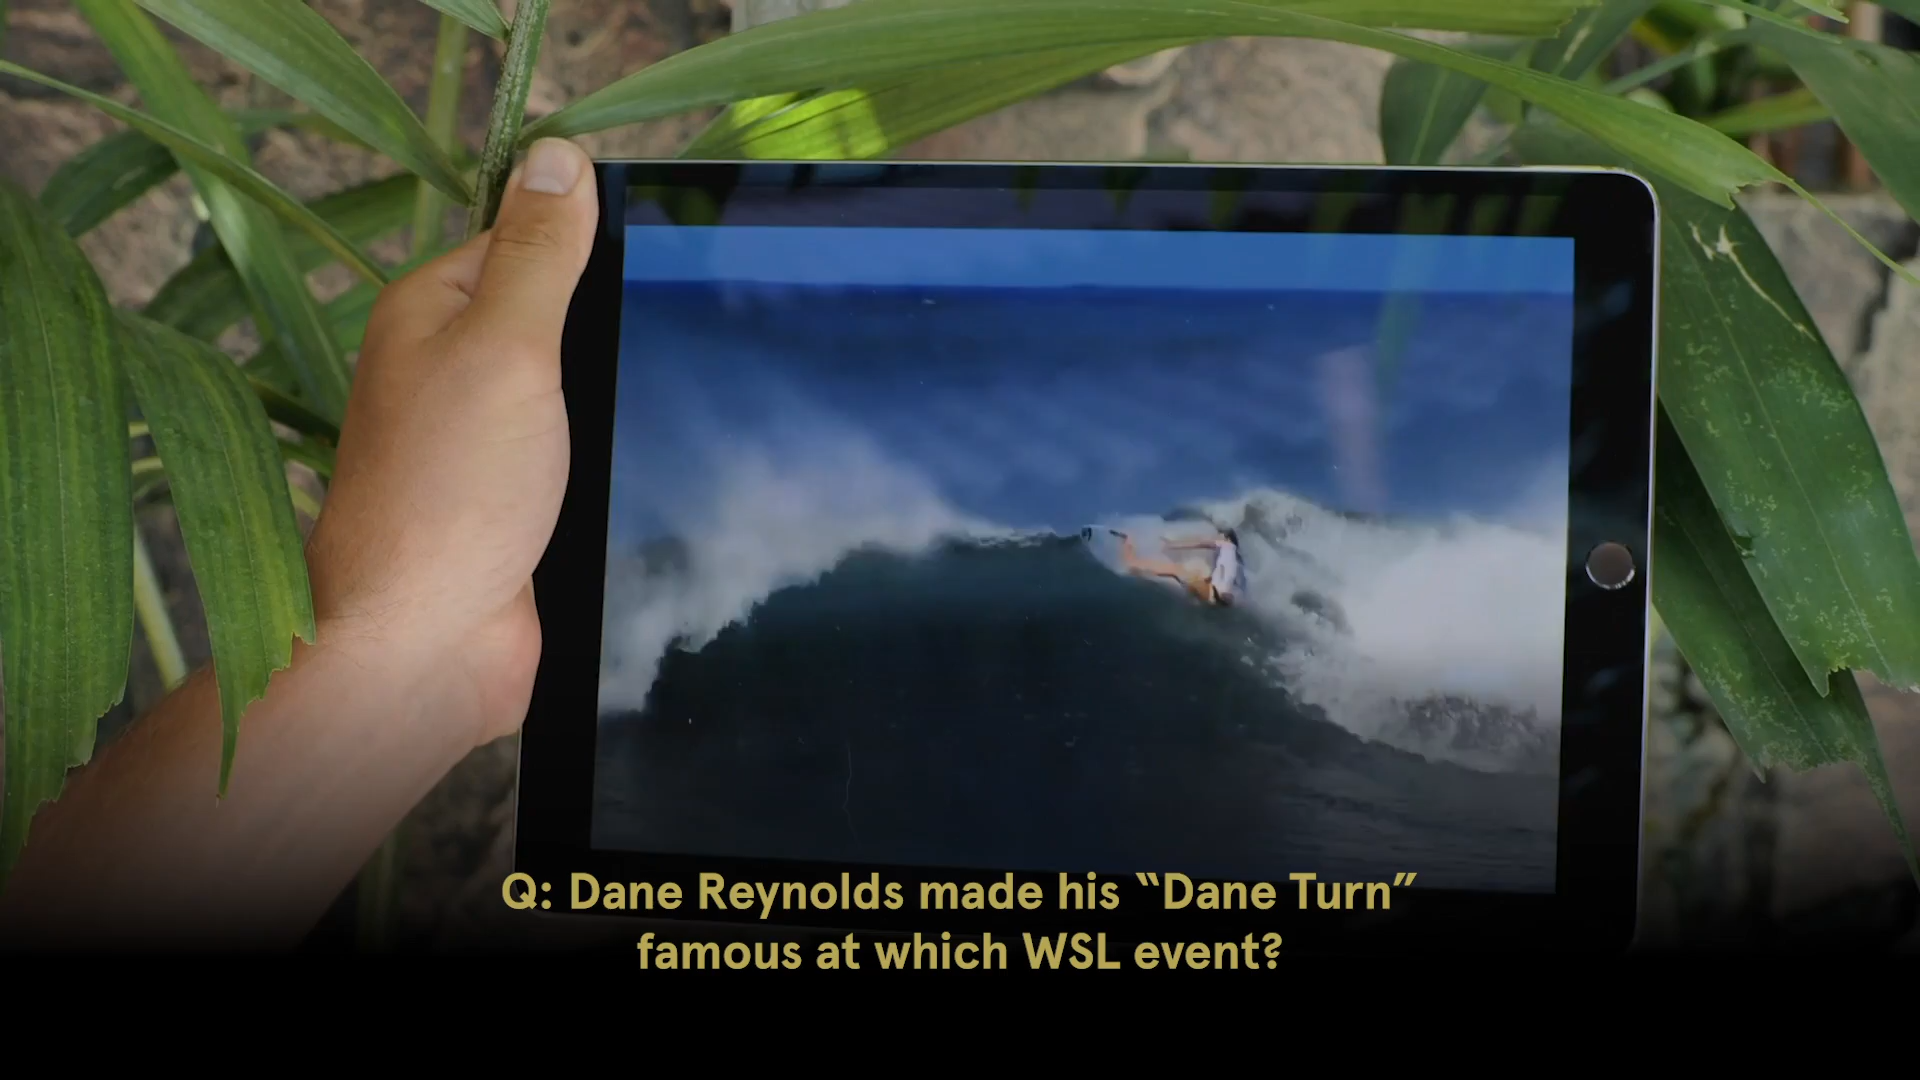 Q: Dane Reynolds made his “Dane Turn”
famous at which WSL event?